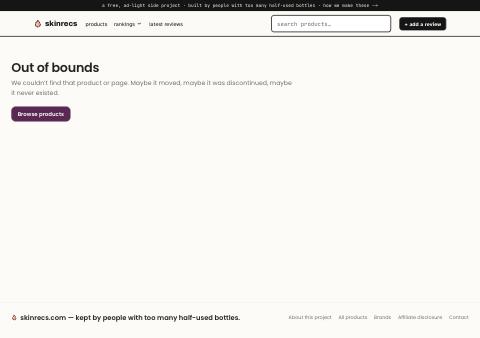 a free, ad-light side project · built by people with too many half-used bottles · how we make these →
skinrecs
products
rankings
latest reviews
search products…
+ add a review
Out of bounds
We couldn't find that product or page. Maybe it moved, maybe it was discontinued, maybe
it never existed.
Browse products
skinrecs.com — kept by people with too many half-used bottles.
About this project
All products
Brands
Affiliate disclosure
Contact